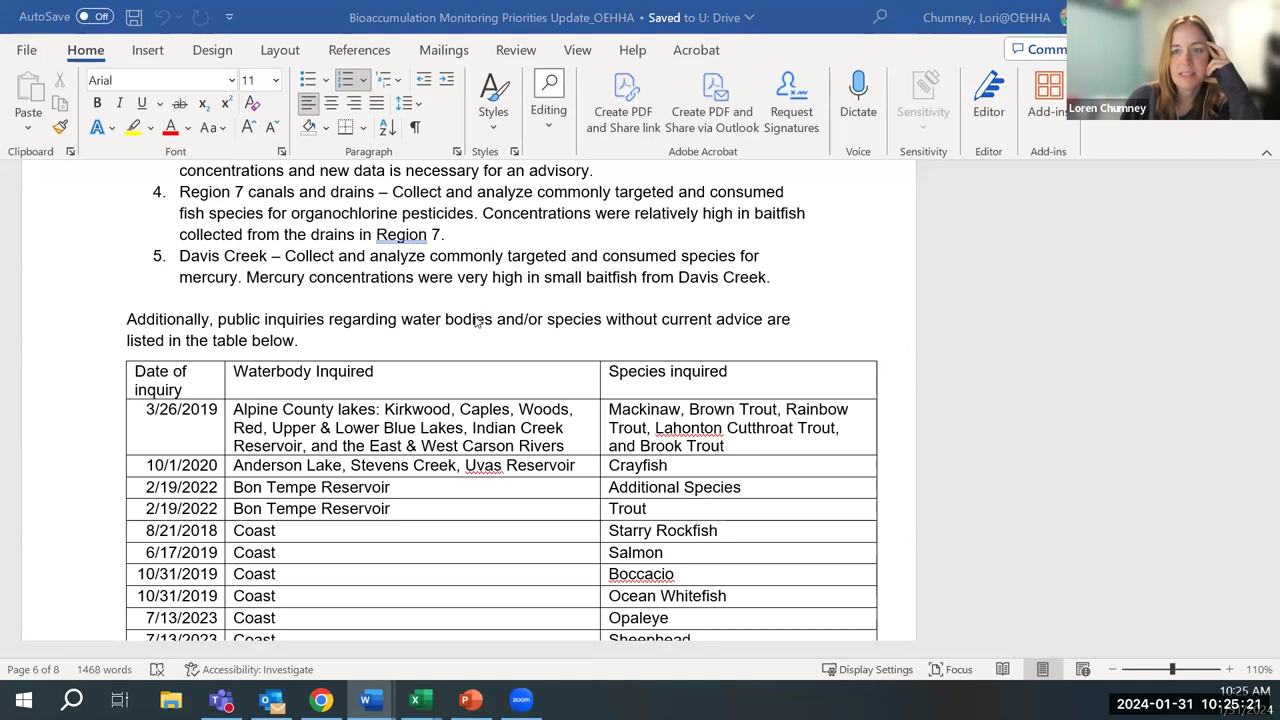 AutoSave Off Bioaccumulation Monitoring Priorities Update_OEHHA • Saved to U: Drive Chumney, Lori@OEHHA
File Home Insert Design Layout References Mailings Review View Help Acrobat Comm
Loren Chumney
Arial 11
Paste Styles Editing Create PDF and Share link Create PDF and Share via Outlook Request Signatures Dictate Sensitivity Editor Add-ins
Clipboard Font Paragraph Styles Adobe Acrobat Voice Sensitivity Editor Add-ins
concentrations and new data is necessary for an advisory.
4. Region 7 canals and drains – Collect and analyze commonly targeted and consumed
fish species for organochlorine pesticides. Concentrations were relatively high in baitfish
collected from the drains in Region 7.
5. Davis Creek – Collect and analyze commonly targeted and consumed species for
mercury. Mercury concentrations were very high in small baitfish from Davis Creek.
Additionally, public inquiries regarding water bodies and/or species without current advice are
listed in the table below.
Date of inquiry Waterbody Inquired Species inquired
3/26/2019 Alpine County lakes: Kirkwood, Caples, Woods, Mackinaw, Brown Trout, Rainbow
Red, Upper & Lower Blue Lakes, Indian Creek Trout, Lahonton Cutthroat Trout,
Reservoir, and the East & West Carson Rivers and Brook Trout
10/1/2020 Anderson Lake, Stevens Creek, Uvas Reservoir Crayfish
2/19/2022 Bon Tempe Reservoir Additional Species
2/19/2022 Bon Tempe Reservoir Trout
8/21/2018 Coast Starry Rockfish
6/17/2019 Coast Salmon
10/31/2019 Coast Boccacio
10/31/2019 Coast Ocean Whitefish
7/13/2023 Coast Opaleye
7/13/2023 Coast Sheephead
Page 6 of 8 1468 words Accessibility: Investigate Display Settings Focus 110%
10:25 AM
2024-01-31 10:25:21